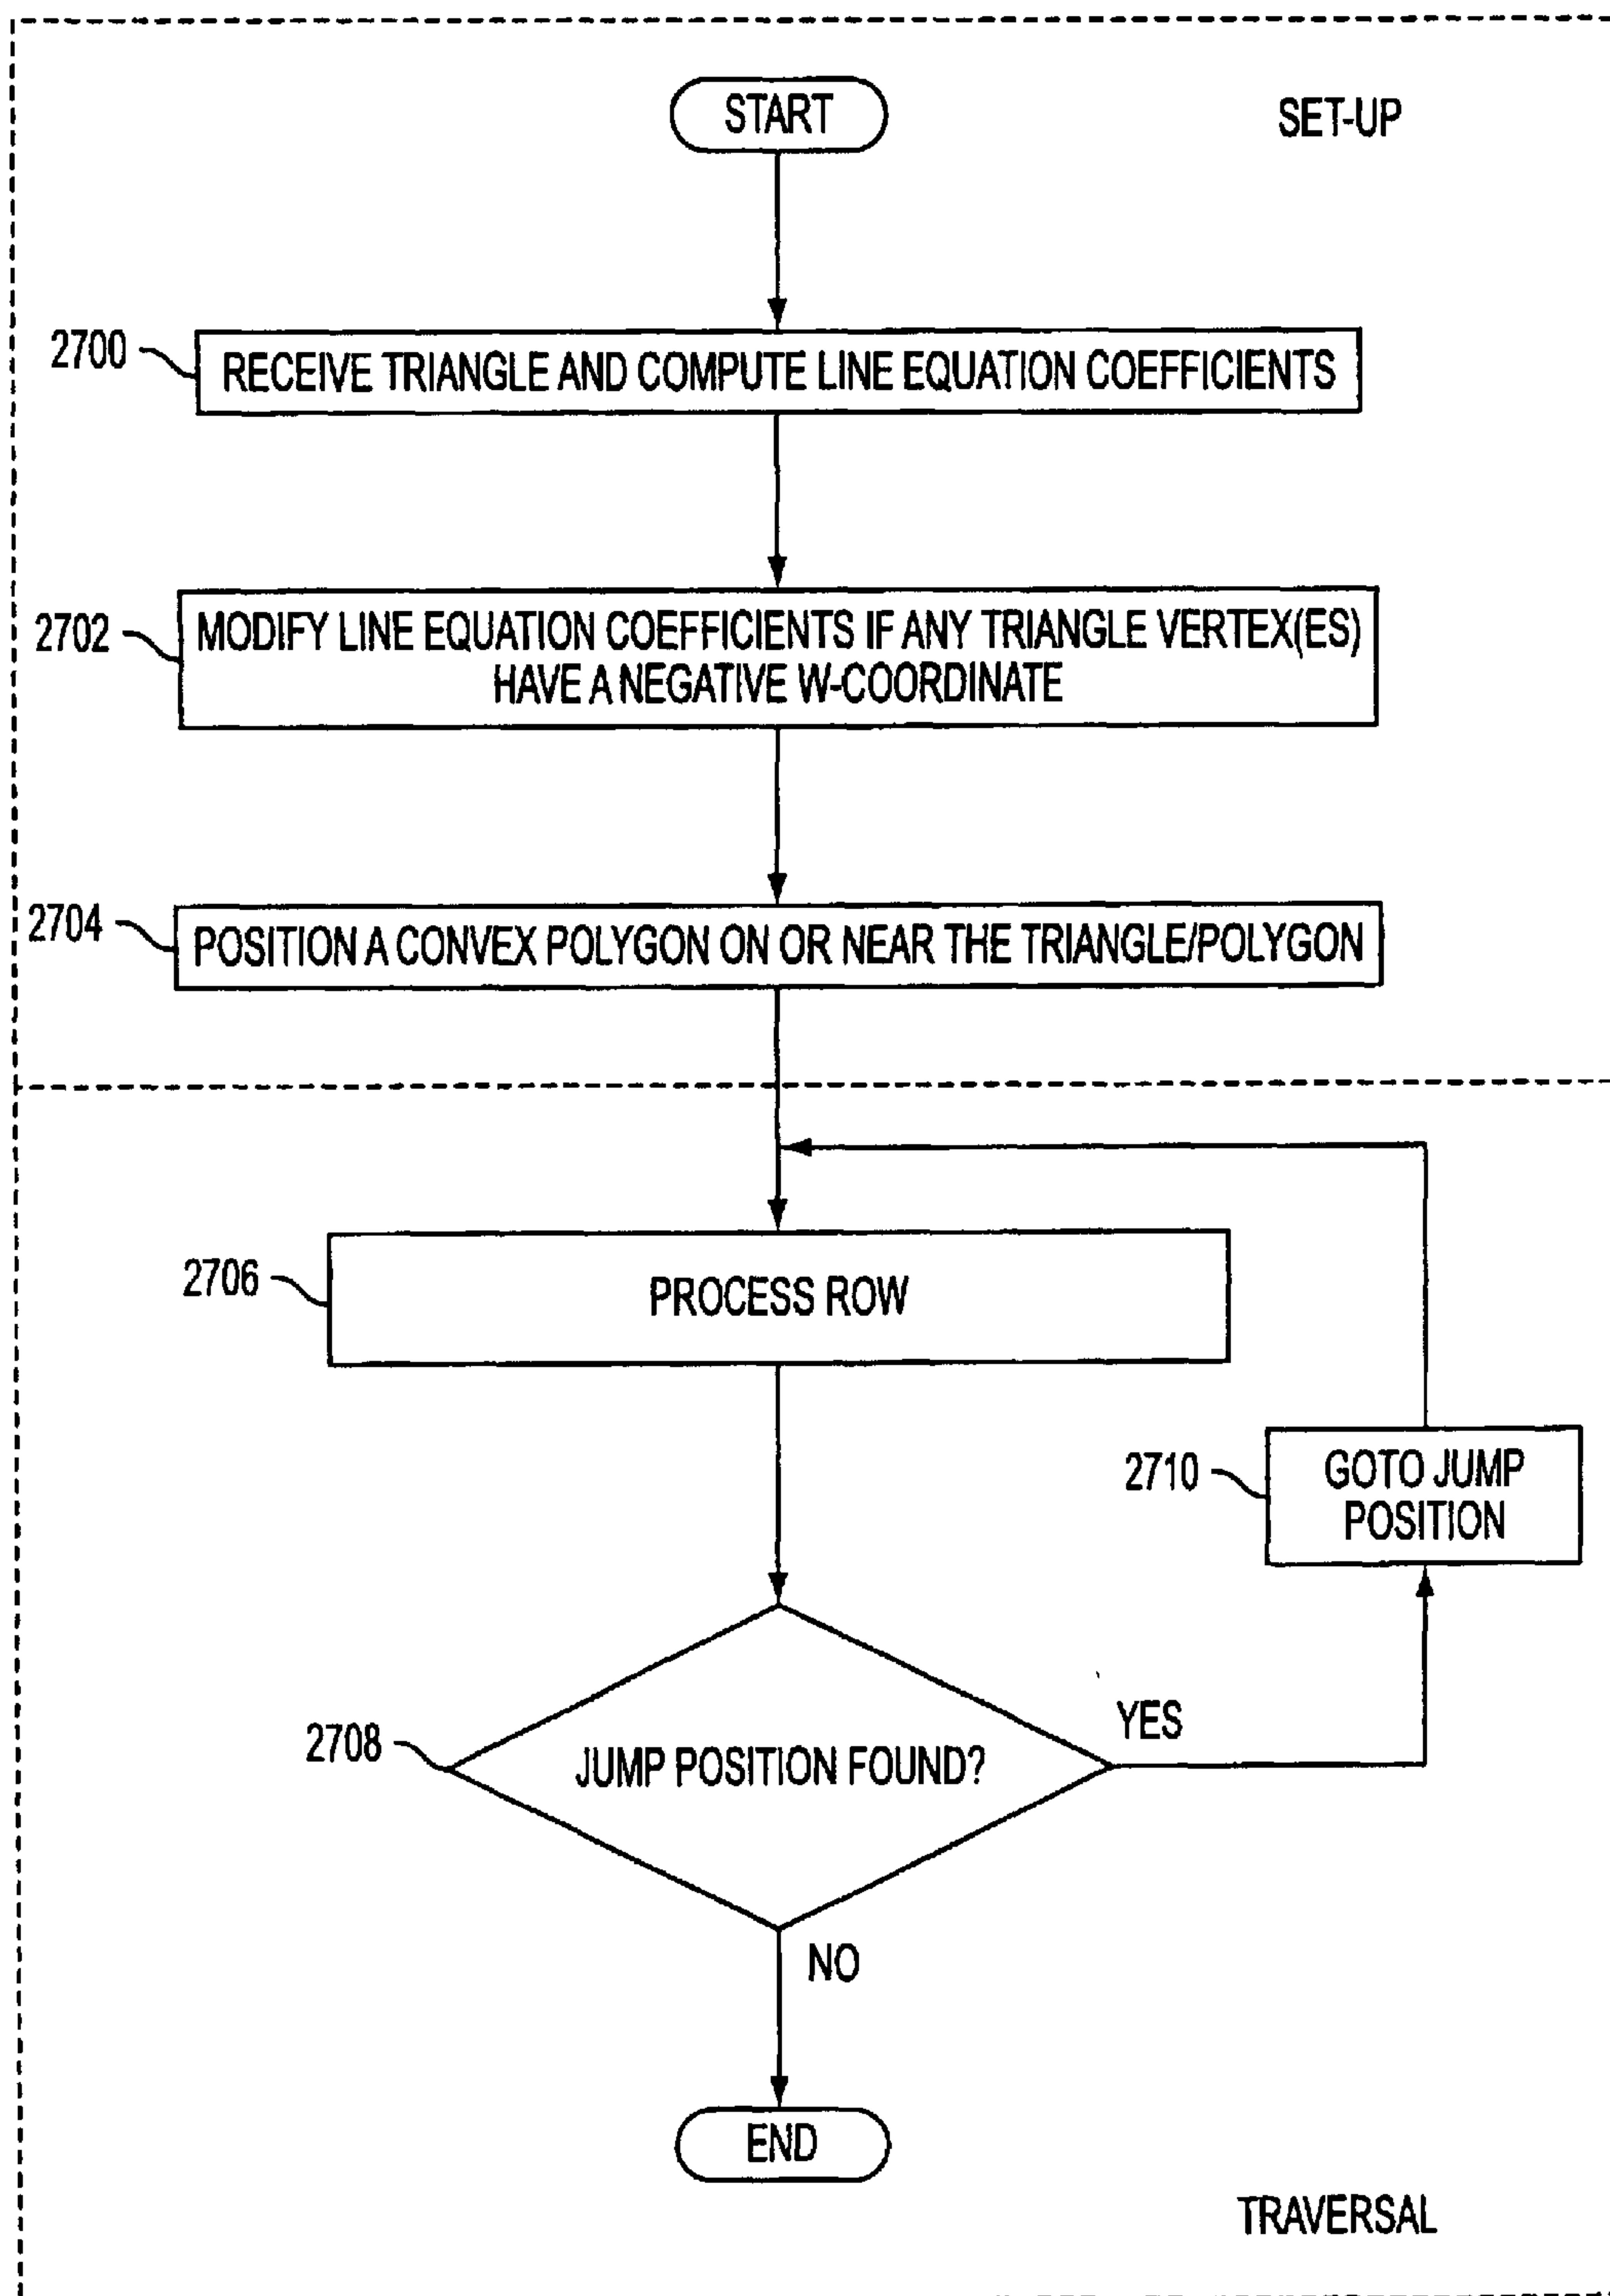 START
SET-UP
2700
RECEIVE TRIANGLE AND COMPUTE LINE EQUATION COEFFICIENTS
2702
MODIFY LINE EQUATION COEFFICIENTS IF ANY TRIANGLE VERTEX(ES)
HAVE A NEGATIVE W-COORDINATE
2704
POSITION A CONVEX POLYGON ON OR NEAR THE TRIANGLE/POLYGON
2706
PROCESS ROW
2710
GOTO JUMP
POSITION
2708
JUMP POSITION FOUND?
YES
NO
END
TRAVERSAL